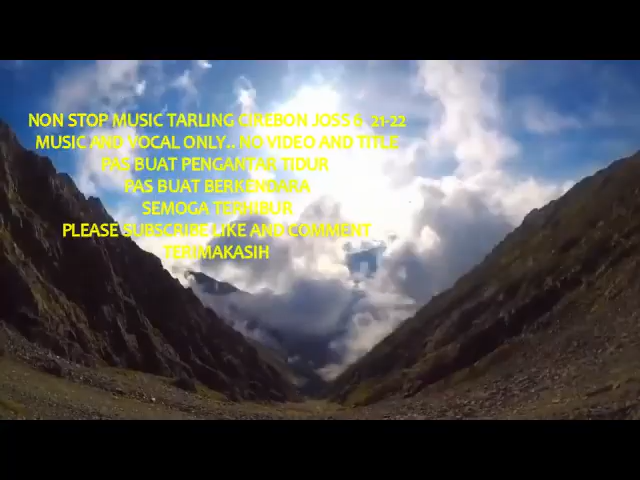 NON STOP MUSIC TARLING CIREBON JOSS 6 21-22
MUSIC AND VOCAL ONLY.. NO VIDEO AND TITLE
PAS BUAT PENGANTAR TIDUR
PAS BUAT BERKENDARA
SEMOGA TERHIBUR
PLEASE SUBSCRIBE LIKE AND COMMENT
TERIMAKASIH